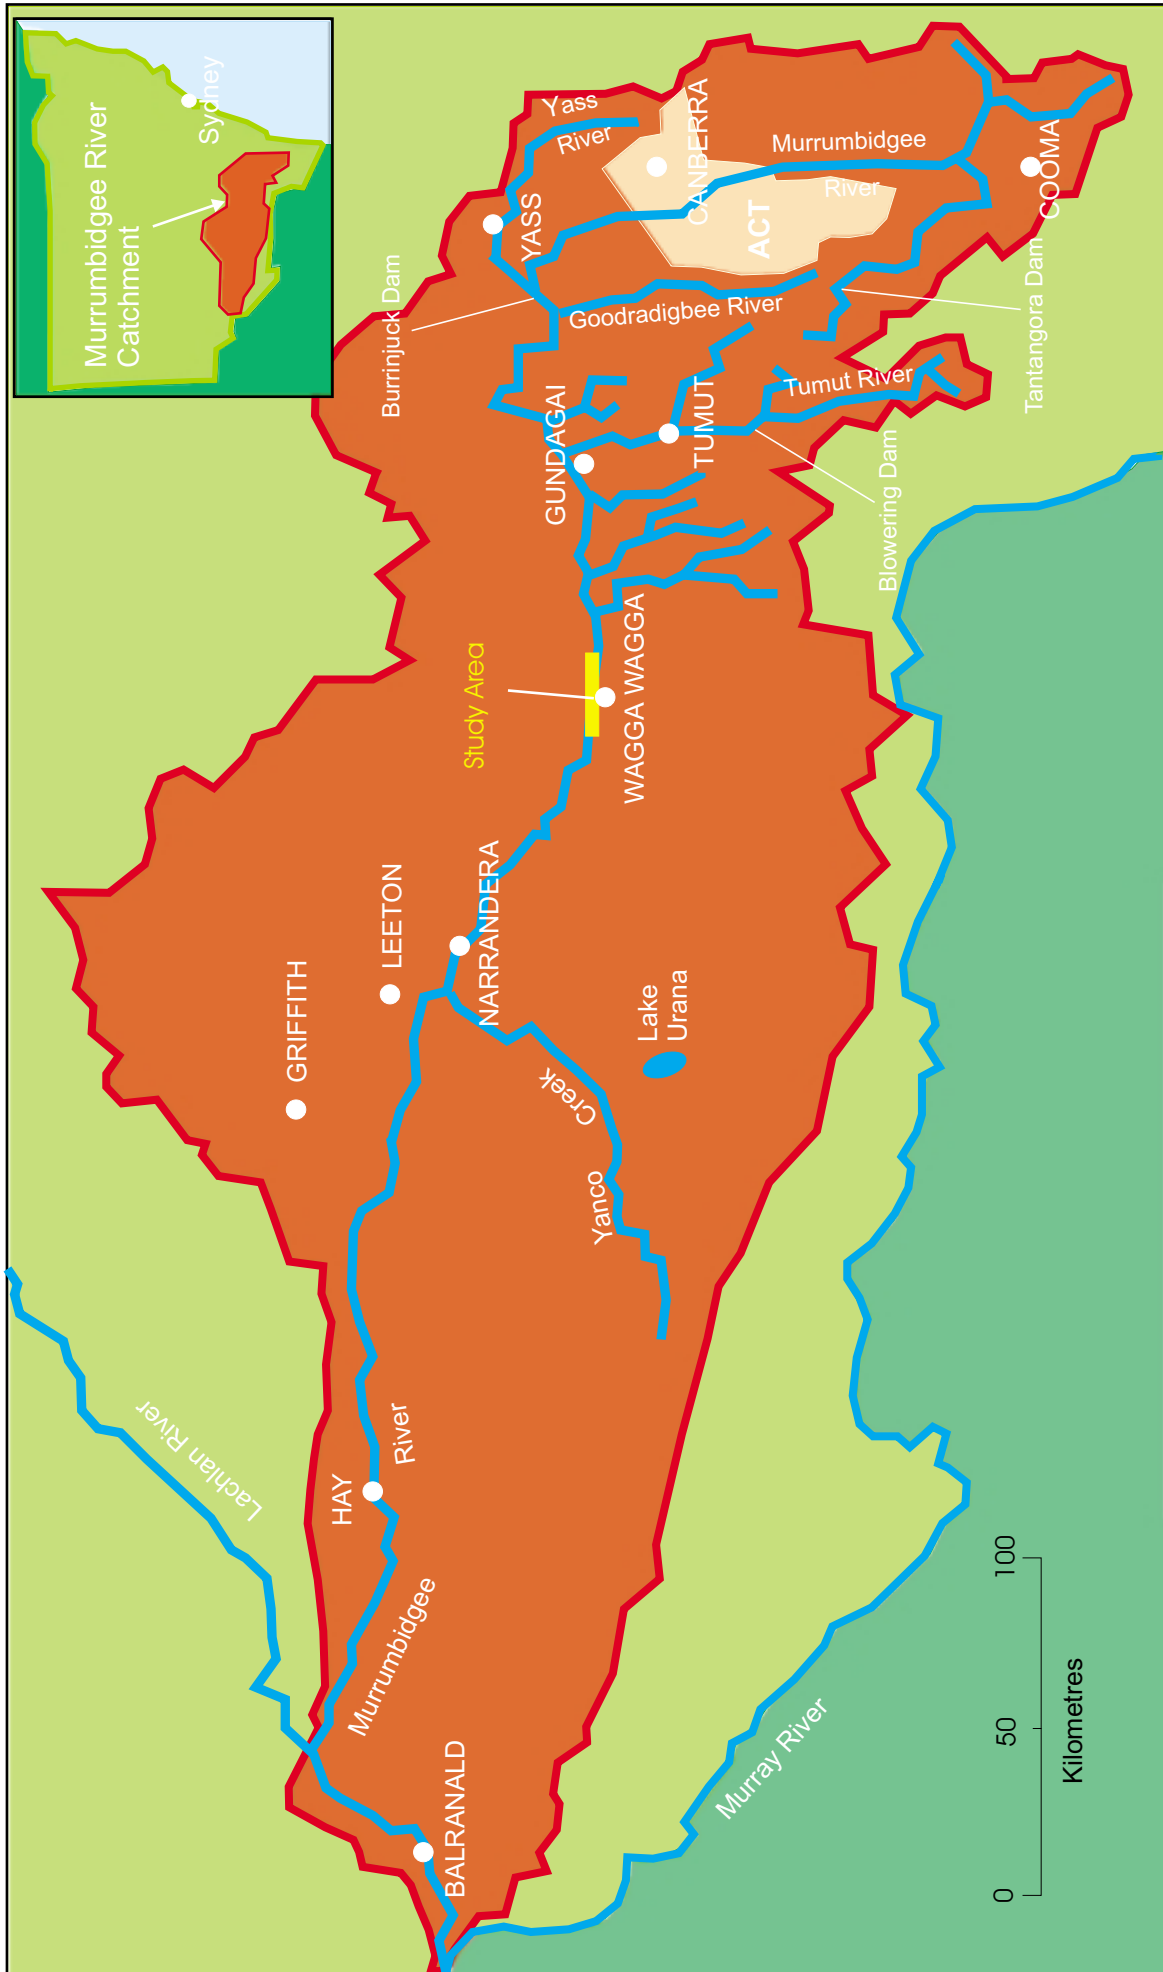 Murrumbidgee River
Catchment
Sydney
Lachlan River
GRIFFITH
LEETON
HAY
River
Murrumbidgee
BALRANALD
NARRANDERA
Creek
Yanco
Lake
Urana
Study Area
WAGGA WAGGA
Burrinjuck Dam
YASS
Yass
River
GUNDAGAI
Goodradigbee River
TUMUT
Tumut River
CANBERRA
ACT
Murrumbidgee
River
Blowering Dam
Tantangora Dam
COOMA
Murray River
0
50
100
Kilometres